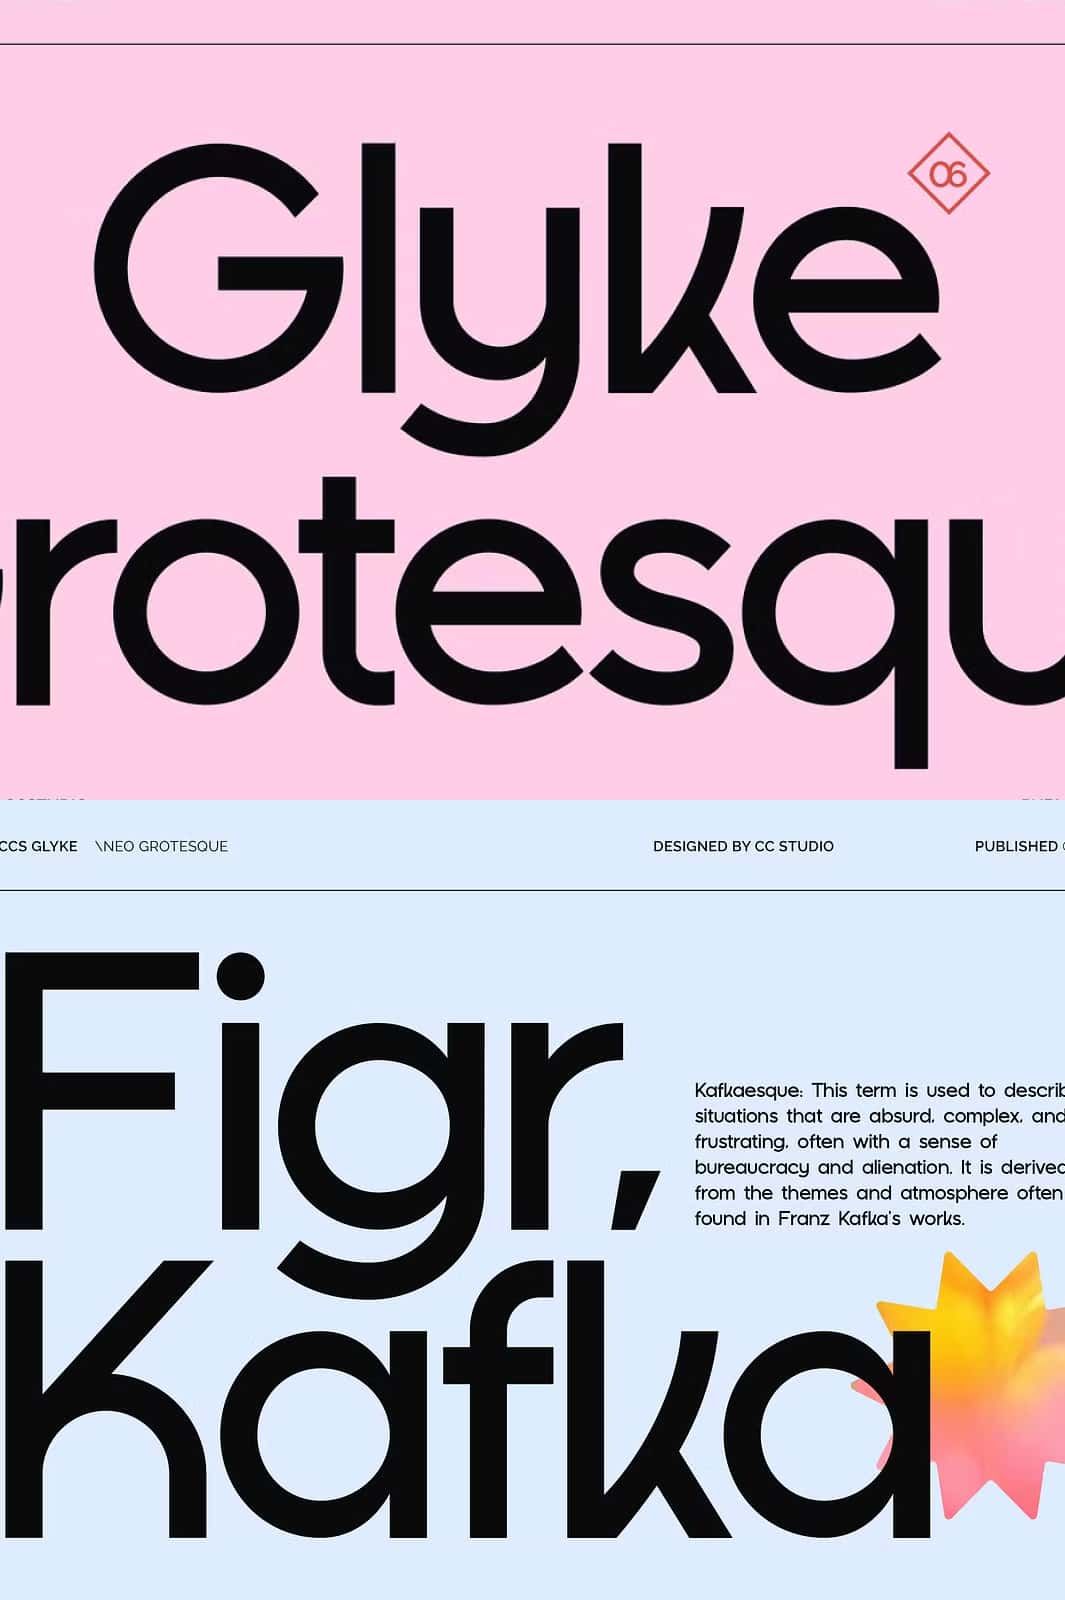 Glyke
06
rotesqu
CCS GLYKE \NEO GROTESQUE DESIGNED BY CC STUDIO PUBLISHED
Figr,
Kafkaesque: This term is used to describ
situations that are absurd, complex, and
frustrating, often with a sense of
bureaucracy and alienation. It is derived
from the themes and atmosphere often
found in Franz Kafka's works.
Kafka